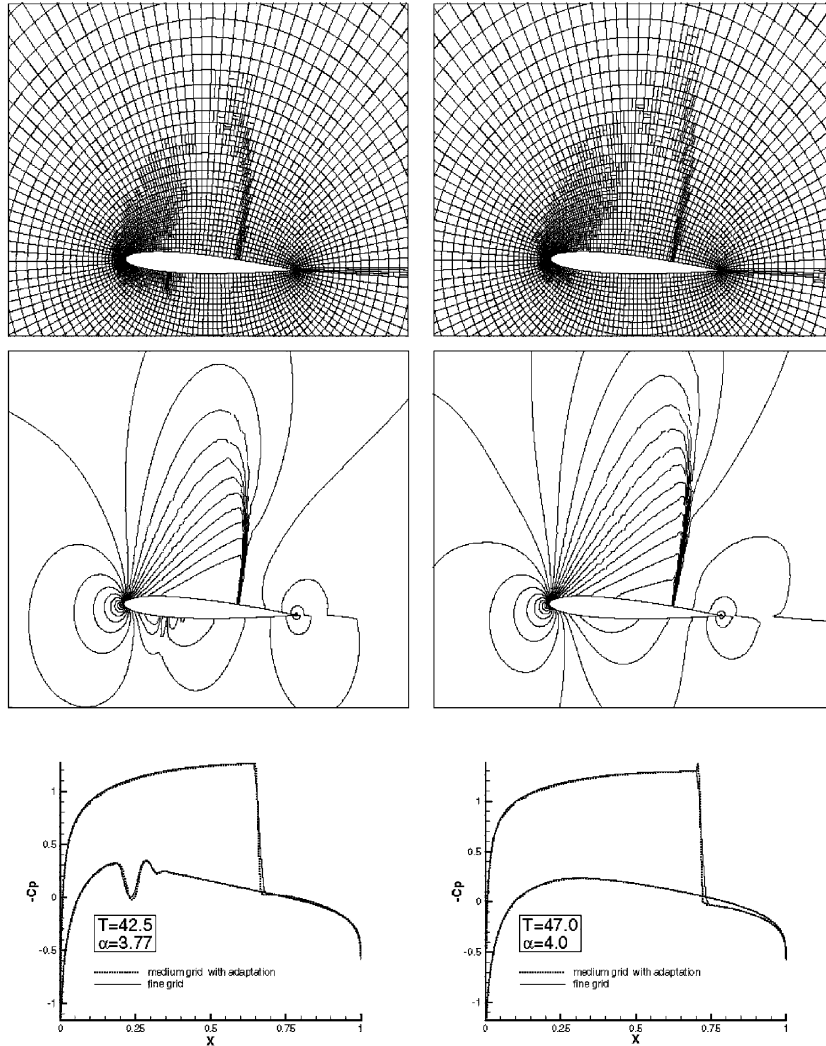 1
0.5
0
-0.5
-1
-Cp
T=42.5
α=3.77
medium grid with adaptation
fine grid
0
0.25
0.5
0.75
1
X
1
0.5
0
-0.5
-1
-Cp
T=47.0
α=4.0
medium grid with adaptation
fine grid
0
0.25
0.5
0.75
1
X